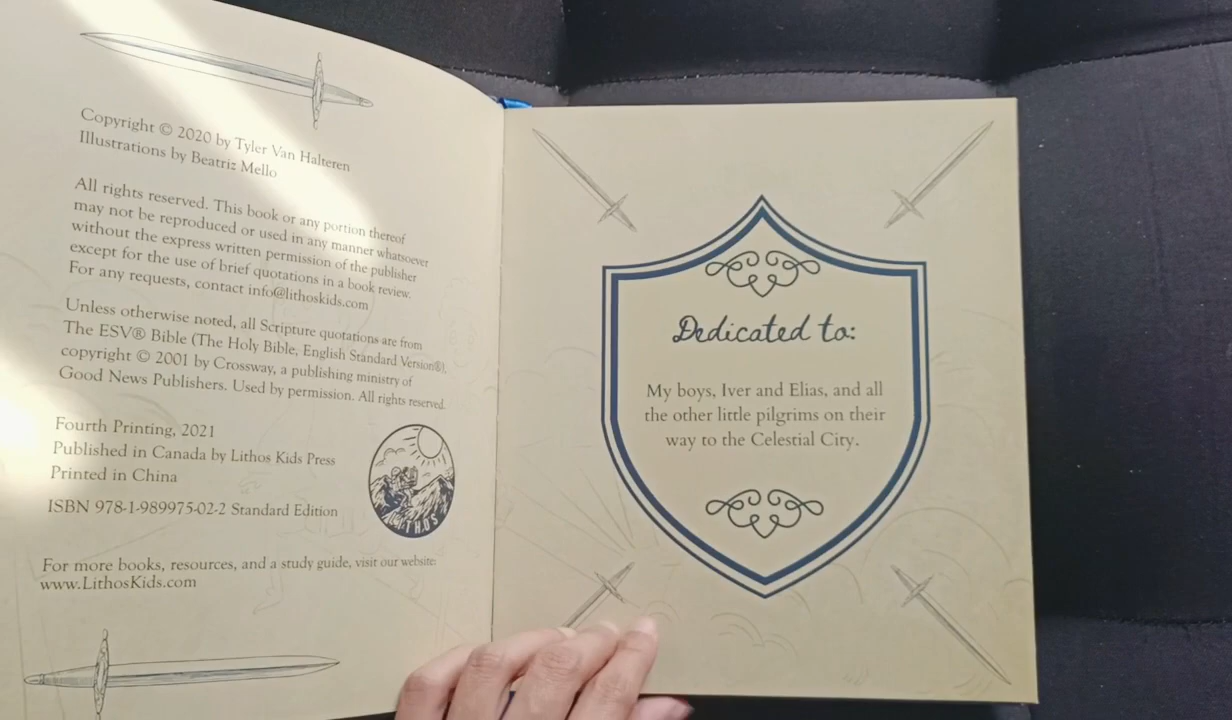 Copyright © 2020 by Tyler Van Halteren
Illustrations by Beatriz Mello
All rights reserved. This book or any portion thereof
may not be reproduced or used in any manner whatsoever
without the express written permission of the publisher
except for the use of brief quotations in a book review.
For any requests, contact info@lithoskids.com
Unless otherwise noted, all Scripture quotations are from
The ESV® Bible (The Holy Bible, English Standard Version®),
copyright © 2001 by Crossway, a publishing ministry of
Good News Publishers. Used by permission. All rights reserved.
Fourth Printing, 2021
Published in Canada by Lithos Kids Press
Printed in China
ISBN 978-1-989975-02-2 Standard Edition
LITHOS
For more books, resources, and a study guide, visit our website:
www.LithosKids.com
Dedicated to:
My boys, Iver and Elias, and all
the other little pilgrims on their
way to the Celestial City.